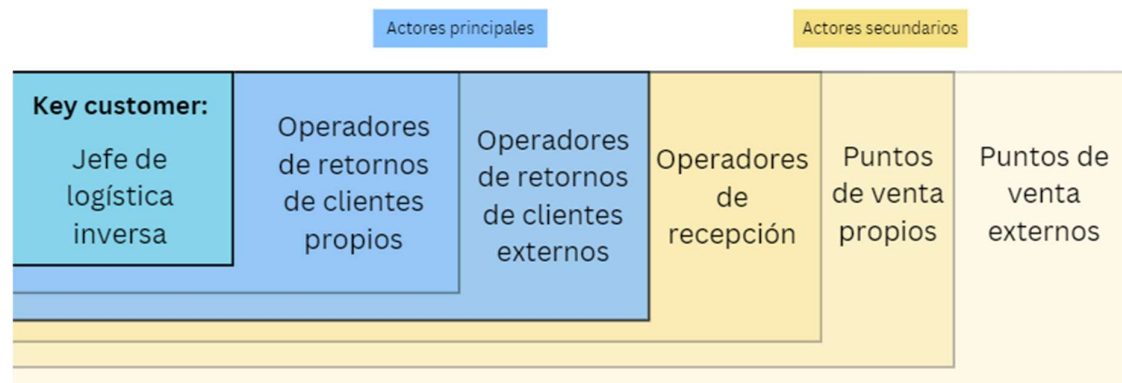 Actores principales
Actores secundarios
Key customer:
Jefe de
logística
inversa
Operadores
de retornos
de clientes
propios
Operadores
de retornos
de clientes
externos
Operadores
de
recepción
Puntos
de venta
propios
Puntos de
venta
externos